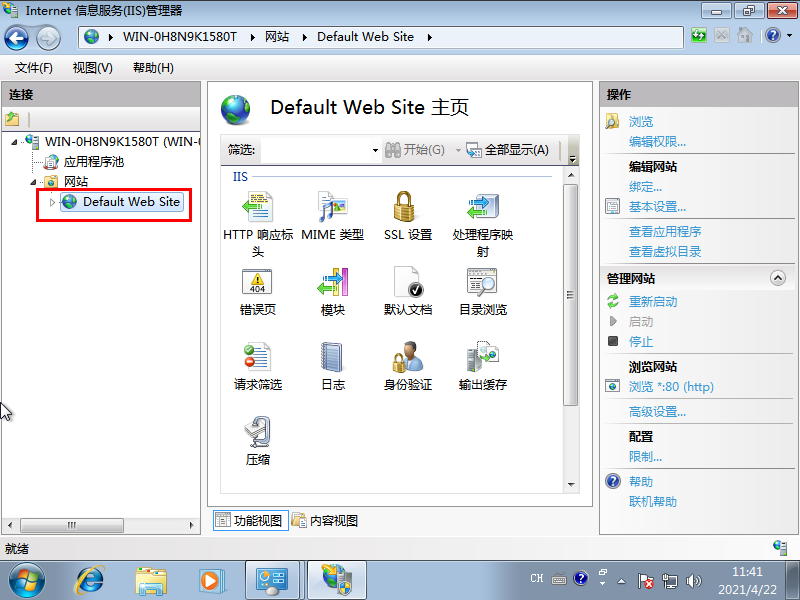 Internet 信息服务(IIS)管理器
WIN-0H8N9K1580T
网站
Default Web Site
文件(F)
视图(V)
帮助(H)
连接
WIN-0H8N9K1580T (WIN-0
应用程序池
网站
Default Web Site
Default Web Site 主页
筛选:
开始(G)
全部显示(A)
IIS
HTTP 响应标
头
MIME 类型
SSL 设置
处理程序映
射
404
错误页
模块
默认文档
目录浏览
请求筛选
日志
身份验证
输出缓存
压缩
功能视图
内容视图
操作
浏览
编辑权限...
编辑网站
绑定...
基本设置...
查看应用程序
查看虚拟目录
管理网站
重新启动
启动
停止
浏览网站
浏览 *:80 (http)
高级设置...
配置
限制...
帮助
联机帮助
就绪
CH
11:41
2021/4/22